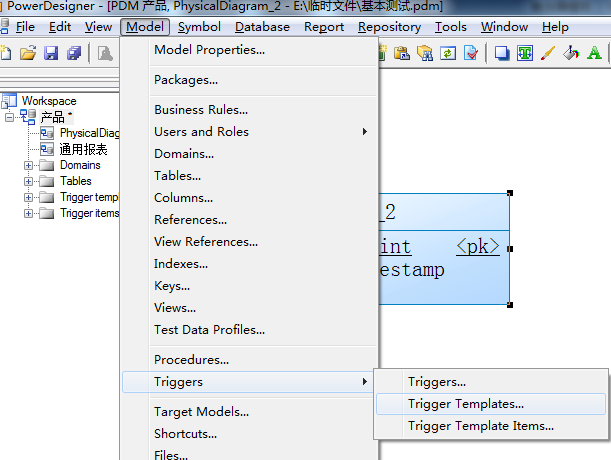 PowerDesigner - [PDM 产品, PhysicalDiagram_2 - E:\临时文件\基本测试.pdm]
File Edit View Model Symbol Database Report Repository Tools Window Help
Model Properties...
Packages...
Workspace
Business Rules...
产品 *
Users and Roles
PhysicalDiag
通用报表
Domains...
Domains
Tables...
Tables
Columns...
Trigger templ
_2
Trigger items
References...
View References...
int <pk>
Indexes...
estamp
Keys...
Views...
Test Data Profiles...
Procedures...
Triggers
Triggers...
Target Models...
Trigger Templates...
Shortcuts...
Trigger Template Items...
Files...